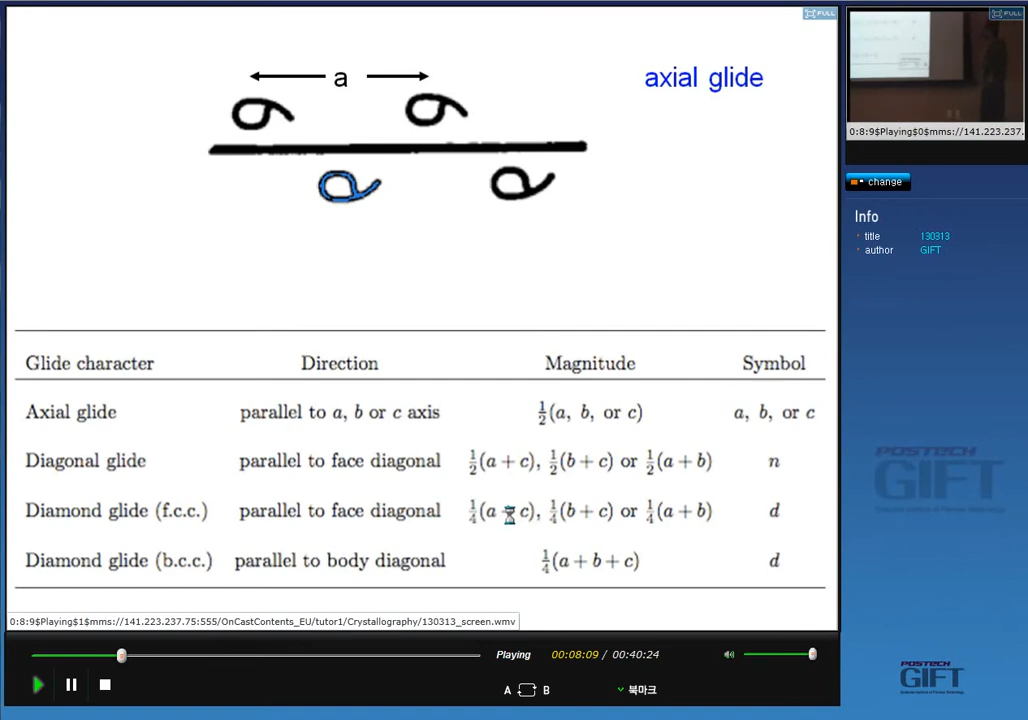 FULL
a
axial glide
Glide character Direction Magnitude Symbol
Axial glide parallel to a, b or c axis ½(a, b, or c) a, b, or c
Diagonal glide parallel to face diagonal ½(a + c), ½(b + c) or ½(a + b) n
Diamond glide (f.c.c.) parallel to face diagonal ¼(a + c), ¼(b + c) or ¼(a + b) d
Diamond glide (b.c.c.) parallel to body diagonal ¼(a + b + c) d
0:8:9$Playing$1$mms://141.223.237.75:555/OnCastContents_EU/tutor1/Crystallography/130313_screen.wmv
Playing 00:08:09 / 00:40:24
A B 북마크
FULL
0:8:9$Playing$0$mms://141.223.237.
change
Info
title 130313
author GIFT
POSTECH
GIFT
POSTECH
GIFT